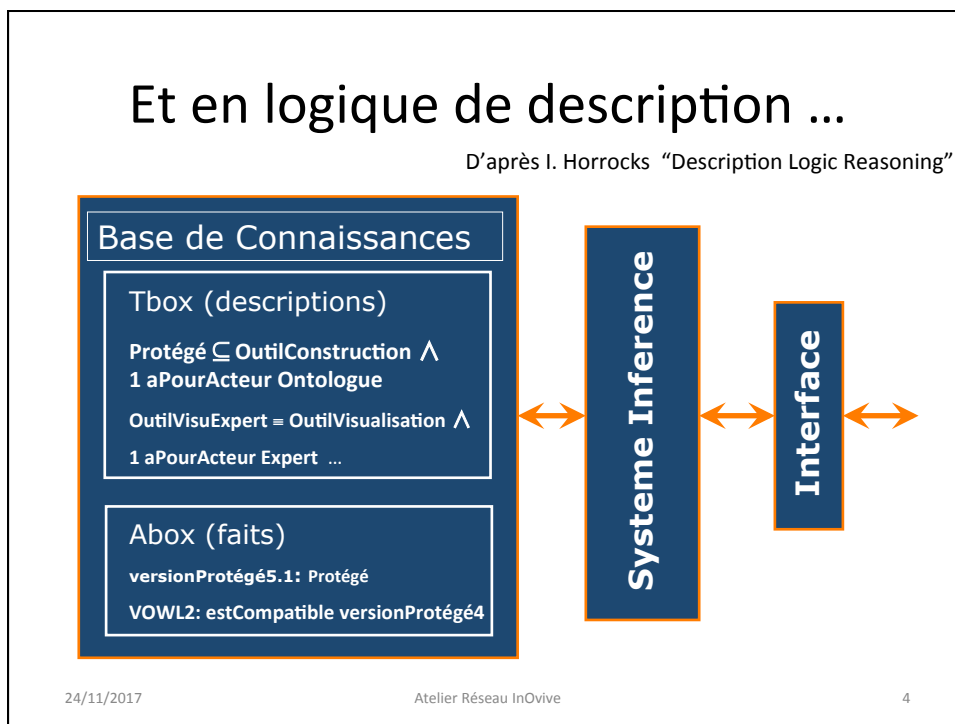 Et en logique de description …
D'après I. Horrocks “Description Logic Reasoning”
Base de Connaissances
Tbox (descriptions)
Protégé ⊆ OutilConstruction ∧
1 aPourActeur Ontologue
OutilVisuExpert ≡ OutilVisualisation ∧
1 aPourActeur Expert …
Abox (faits)
versionProtégé5.1: Protégé
VOWL2: estCompatible versionProtégé4
Systeme Inference
Interface
24/11/2017
Atelier Réseau InOvive
4